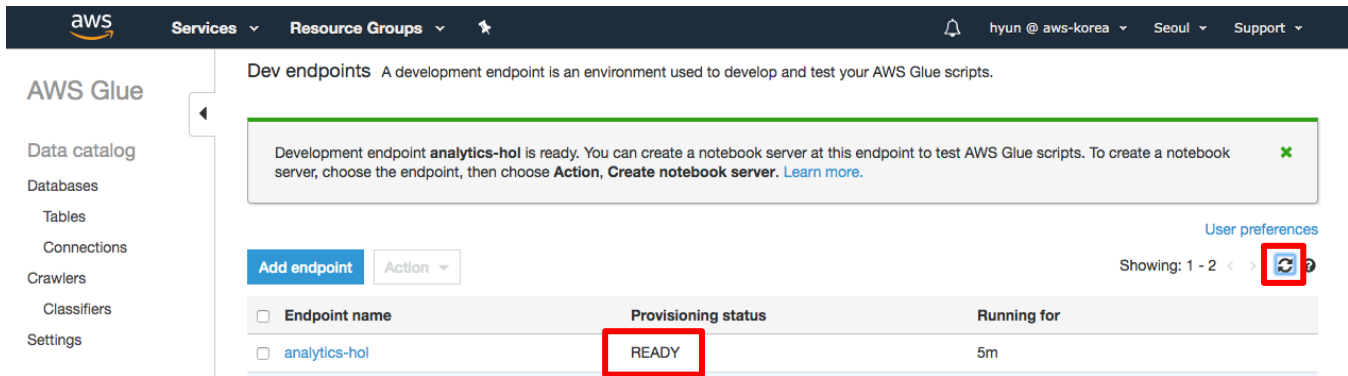 aws Services Resource Groups hyun @ aws-korea Seoul Support
AWS Glue
Data catalog
Databases
Tables
Connections
Crawlers
Classifiers
Settings
Dev endpoints A development endpoint is an environment used to develop and test your AWS Glue scripts.
Development endpoint analytics-hol is ready. You can create a notebook server at this endpoint to test AWS Glue scripts. To create a notebook
server, choose the endpoint, then choose Action, Create notebook server. Learn more.
User preferences
Add endpoint Action Showing: 1 - 2 < >
Endpoint name Provisioning status Running for
analytics-hol READY 5m